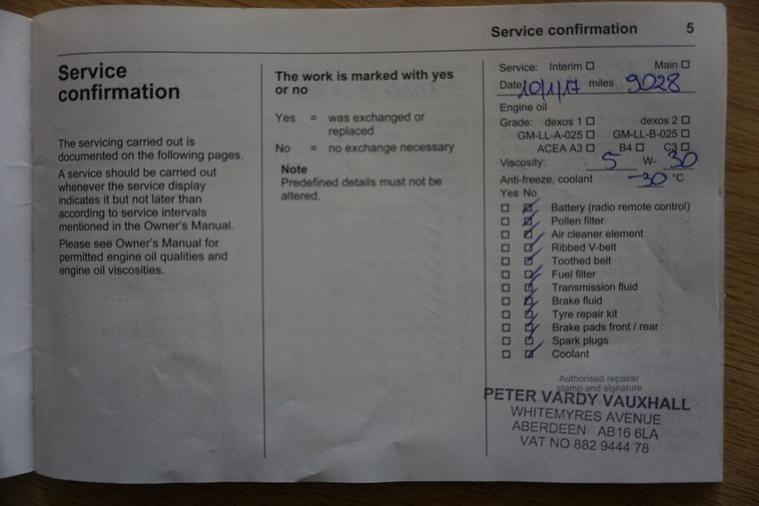 Service confirmation 5
Service
confirmation
The servicing carried out is
documented on the following pages.
A service should be carried out
whenever the service display
indicates it but not later than
according to service intervals
mentioned in the Owner's Manual.
Please see Owner's Manual for
permitted engine oil qualities and
engine oil viscosities.
The work is marked with yes
or no
Yes = was exchanged or
replaced
No = no exchange necessary
Note
Predefined details must not be
altered.
Service: Interim ☐ Main ☐
Date 10/1/17 miles 9028
Engine oil
Grade: dexos 1 ☐ dexos 2 ☐
GM-LL-A-025 ☐ GM-LL-B-025 ☐
ACEA A3 ☐ B4 ☐ C3 ☐
Viscosity: 5 W- 30
Anti-freeze, coolant -30 °C
Yes No
Battery (radio remote control)
Pollen filter
Air cleaner element
Ribbed V-belt
Toothed belt
Fuel filter
Transmission fluid
Brake fluid
Tyre repair kit
Brake pads front / rear
Spark plugs
Coolant
Authorised repairer
stamp and signature
PETER VARDY VAUXHALL
WHITEMYRES AVENUE
ABERDEEN AB16 6LA
VAT NO 882 9444 78